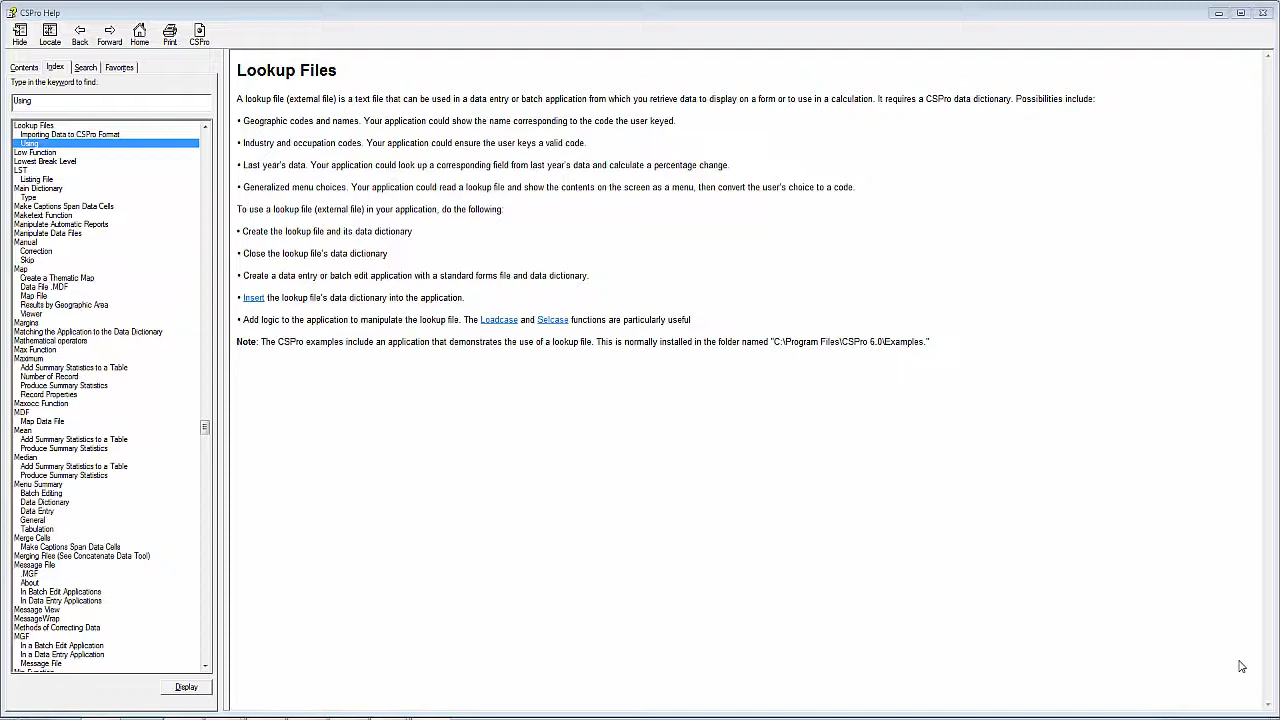 CSPro Help
Hide Locate Back Forward Home Print CSPro
Contents Index Search Favorites
Type in the keyword to find:
Using
Lookup Files
Importing Data to CSPro Format
Using
Low Function
Lowest Break Level
LST
Listing File
Main Dictionary
Type
Make Captions Span Data Cells
Maketext Function
Manipulate Automatic Reports
Manipulate Data Files
Manual
Correction
Skip
Map
Create a Thematic Map
Data File .MDF
Map File
Results by Geographic Area
Viewer
Margins
Matching the Application to the Data Dictionary
Mathematical operators
Max Function
Maximum
Add Summary Statistics to a Table
Number of Record
Produce Summary Statistics
Record Properties
Maxocc Function
MDF
Map Data File
Mean
Add Summary Statistics to a Table
Produce Summary Statistics
Median
Add Summary Statistics to a Table
Produce Summary Statistics
Menu Summary
Batch Editing
Data Dictionary
Data Entry
General
Tabulation
Merge Cells
Make Captions Span Data Cells
Merging Files (See Concatenate Data Tool)
Message File
.MGF
About
In Batch Edit Applications
In Data Entry Applications
Message View
MessageWrap
Methods of Correcting Data
MGF
In a Batch Edit Application
In a Data Entry Application
Message File
Display
Lookup Files
A lookup file (external file) is a text file that can be used in a data entry or batch application from which you retrieve data to display on a form or to use in a calculation. It requires a CSPro data dictionary. Possibilities include:
• Geographic codes and names. Your application could show the name corresponding to the code the user keyed.
• Industry and occupation codes. Your application could ensure the user keys a valid code.
• Last year's data. Your application could look up a corresponding field from last year's data and calculate a percentage change.
• Generalized menu choices. Your application could read a lookup file and show the contents on the screen as a menu, then convert the user's choice to a code.
To use a lookup file (external file) in your application, do the following:
• Create the lookup file and its data dictionary
• Close the lookup file's data dictionary
• Create a data entry or batch edit application with a standard forms file and data dictionary.
• Insert the lookup file's data dictionary into the application.
• Add logic to the application to manipulate the lookup file. The Loadcase and Selcase functions are particularly useful
Note: The CSPro examples include an application that demonstrates the use of a lookup file. This is normally installed in the folder named "C:\Program Files\CSPro 6.0\Examples."